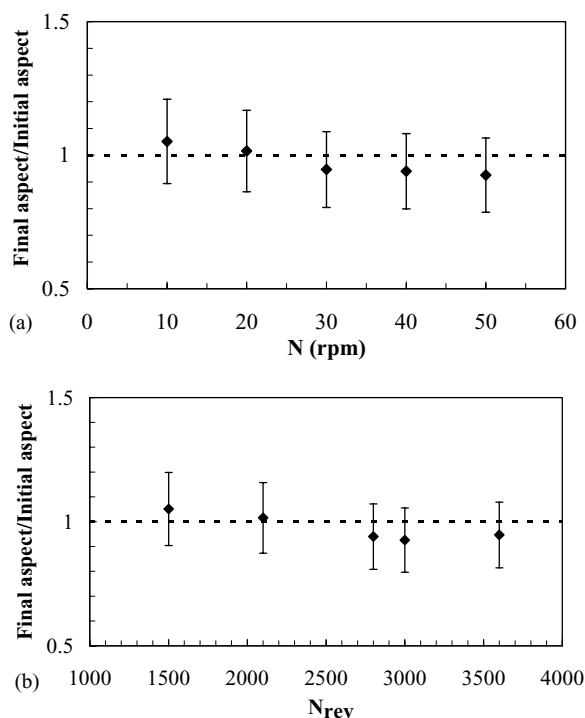 1.5
Final aspect/Initial aspect
1
0.5
(a)
0 10 20 30 40 50 60
N (rpm)
1.5
Final aspect/Initial aspect
1
0.5
(b)
1000 1500 2000 2500 3000 3500 4000
Nrev